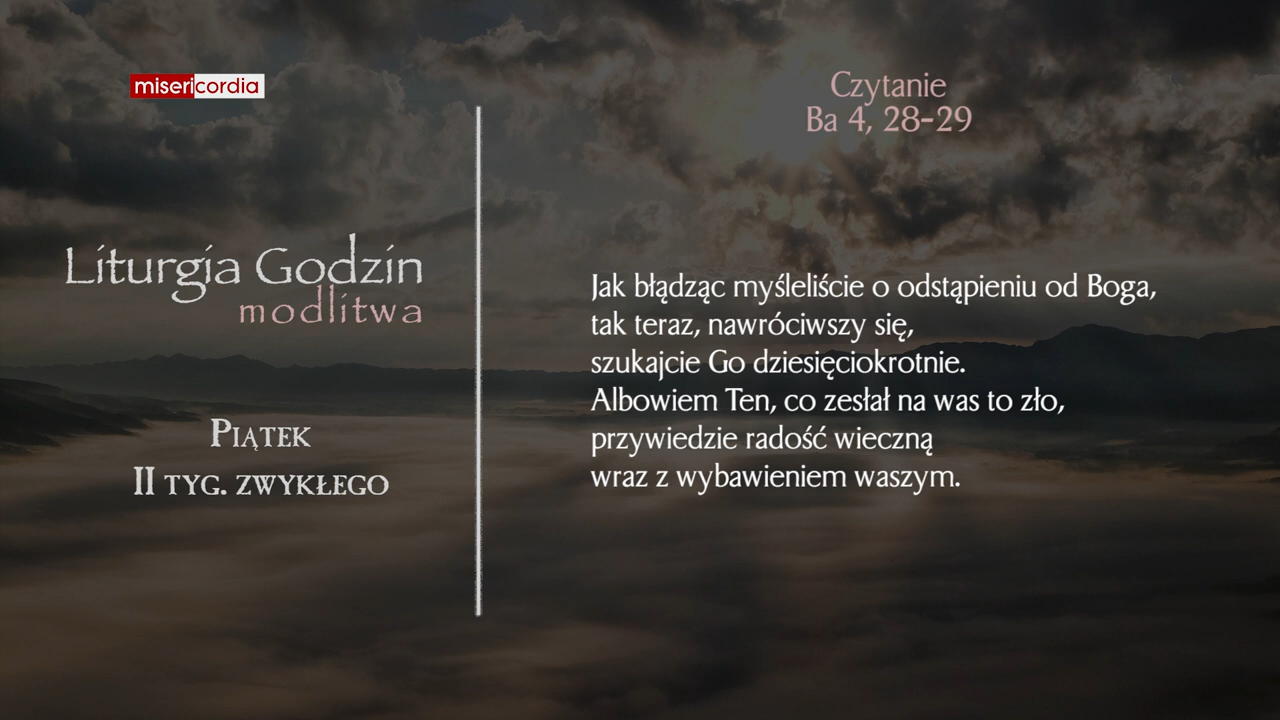 misericordia
Liturgia Godzin
modlitwa
Piątek
II tyg. zwykłego
Czytanie
Ba 4, 28-29
Jak błądząc myśleliście o odstąpieniu od Boga,
tak teraz, nawróciwszy się,
szukajcie Go dziesięciokrotnie.
Albowiem Ten, co zesłał na was to zło,
przywiedzie radość wieczną
wraz z wybawieniem waszym.